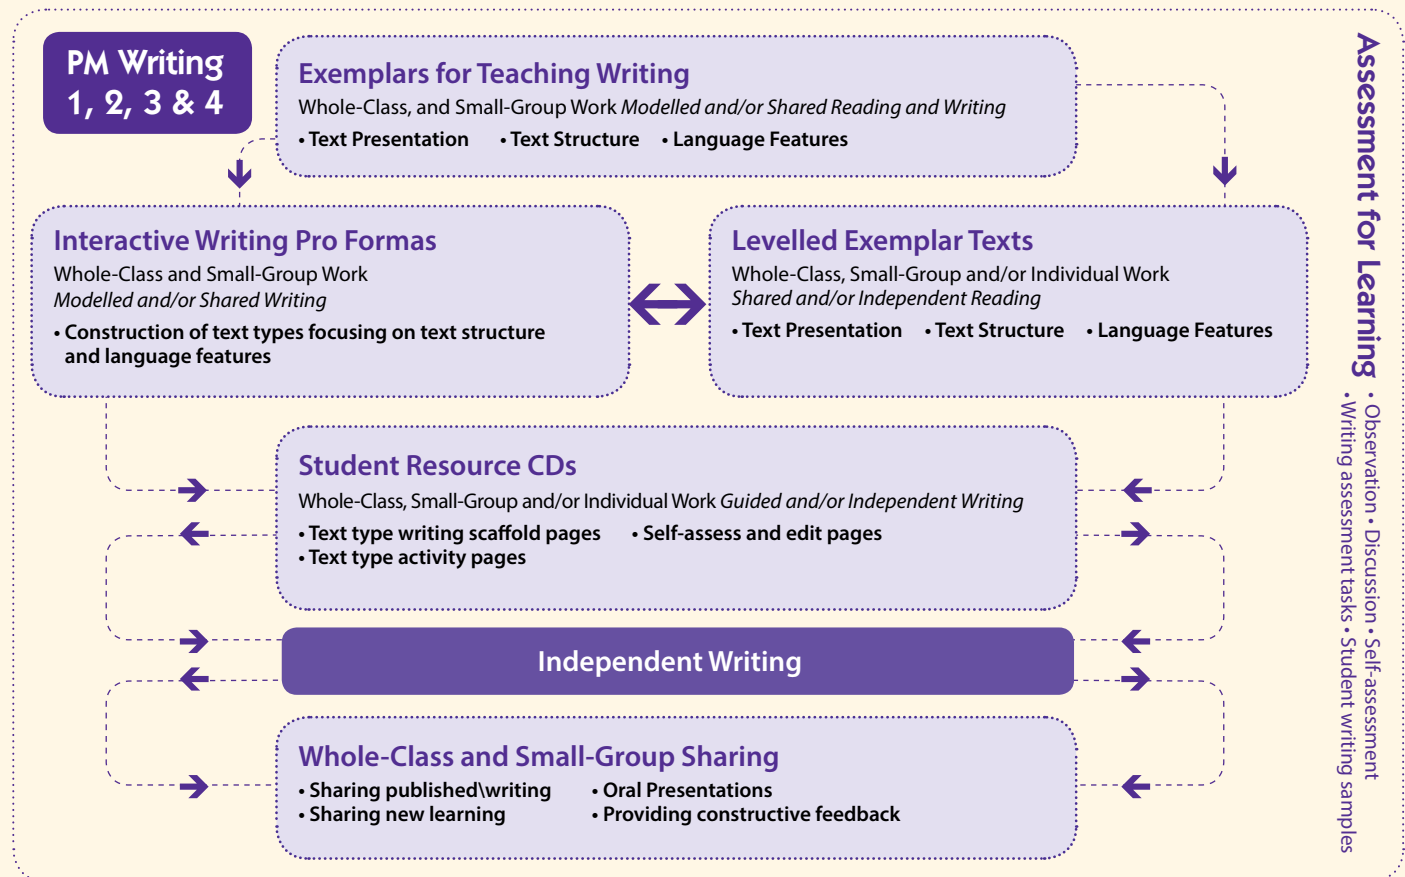 PM Writing
1, 2, 3 & 4
Exemplars for Teaching Writing
Whole-Class, and Small-Group Work Modelled and/or Shared Reading and Writing
• Text Presentation • Text Structure • Language Features
Interactive Writing Pro Formas
Whole-Class and Small-Group Work
Modelled and/or Shared Writing
• Construction of text types focusing on text structure
and language features
Levelled Exemplar Texts
Whole-Class, Small-Group and/or Individual Work
Shared and/or Independent Reading
• Text Presentation • Text Structure • Language Features
Student Resource CDs
Whole-Class, Small-Group and/or Individual Work Guided and/or Independent Writing
• Text type writing scaffold pages • Self-assess and edit pages
• Text type activity pages
Independent Writing
Whole-Class and Small-Group Sharing
• Sharing published\writing • Oral Presentations
• Sharing new learning • Providing constructive feedback
Assessment for Learning
• Observation • Discussion • Self-assessment
• Writing assessment tasks • Student writing samples